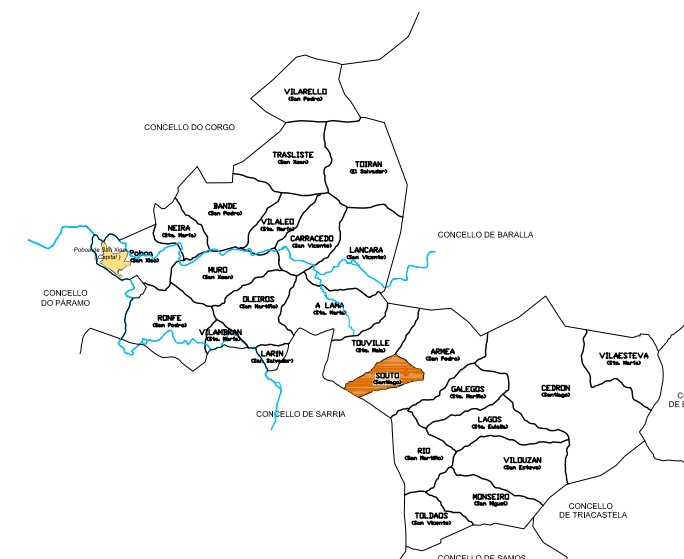 VILARELLO
(San Pedro)
CONCELLO DO CORGO
TRASLISTE
(San Xoan)
TOIRAN
(El Salvador)
BANDE
(San Pedro)
VILALEO
(Sta. María)
NEIRA
(Sta. María)
CARRACEDO
(San Vicente)
CONCELLO DE BARALLA
LANCARA
(San Vicente)
Poboa de San Xiao
(Capital)
Poboa
(San Xiao)
MURO
(San Xoan)
CONCELLO
DO PÁRAMO
OLEIROS
(San Martiño)
A LAMA
(Sta. María)
RONFE
(San Pedro)
VILAMBRAN
(Sta. María)
TOUVILLE
LARIN
(San Salvador)
ARMEA
(San Pedro)
VILAESTEVA
(Sta. María)
SOUTO
(Santiago)
GALEGOS
(Sta. Mariña)
CEDRON
(Santiago)
CONCELLO DE SARRIA
LAGOS
(Sta. Eulalia)
RIO
(San Martiño)
VILOUZAN
(San Estevo)
MONSEIRO
(San Miguel)
TOLDAOS
(San Vicente)
CONCELLO
DE TRIACASTELA
CONCELLO DE SAMOS